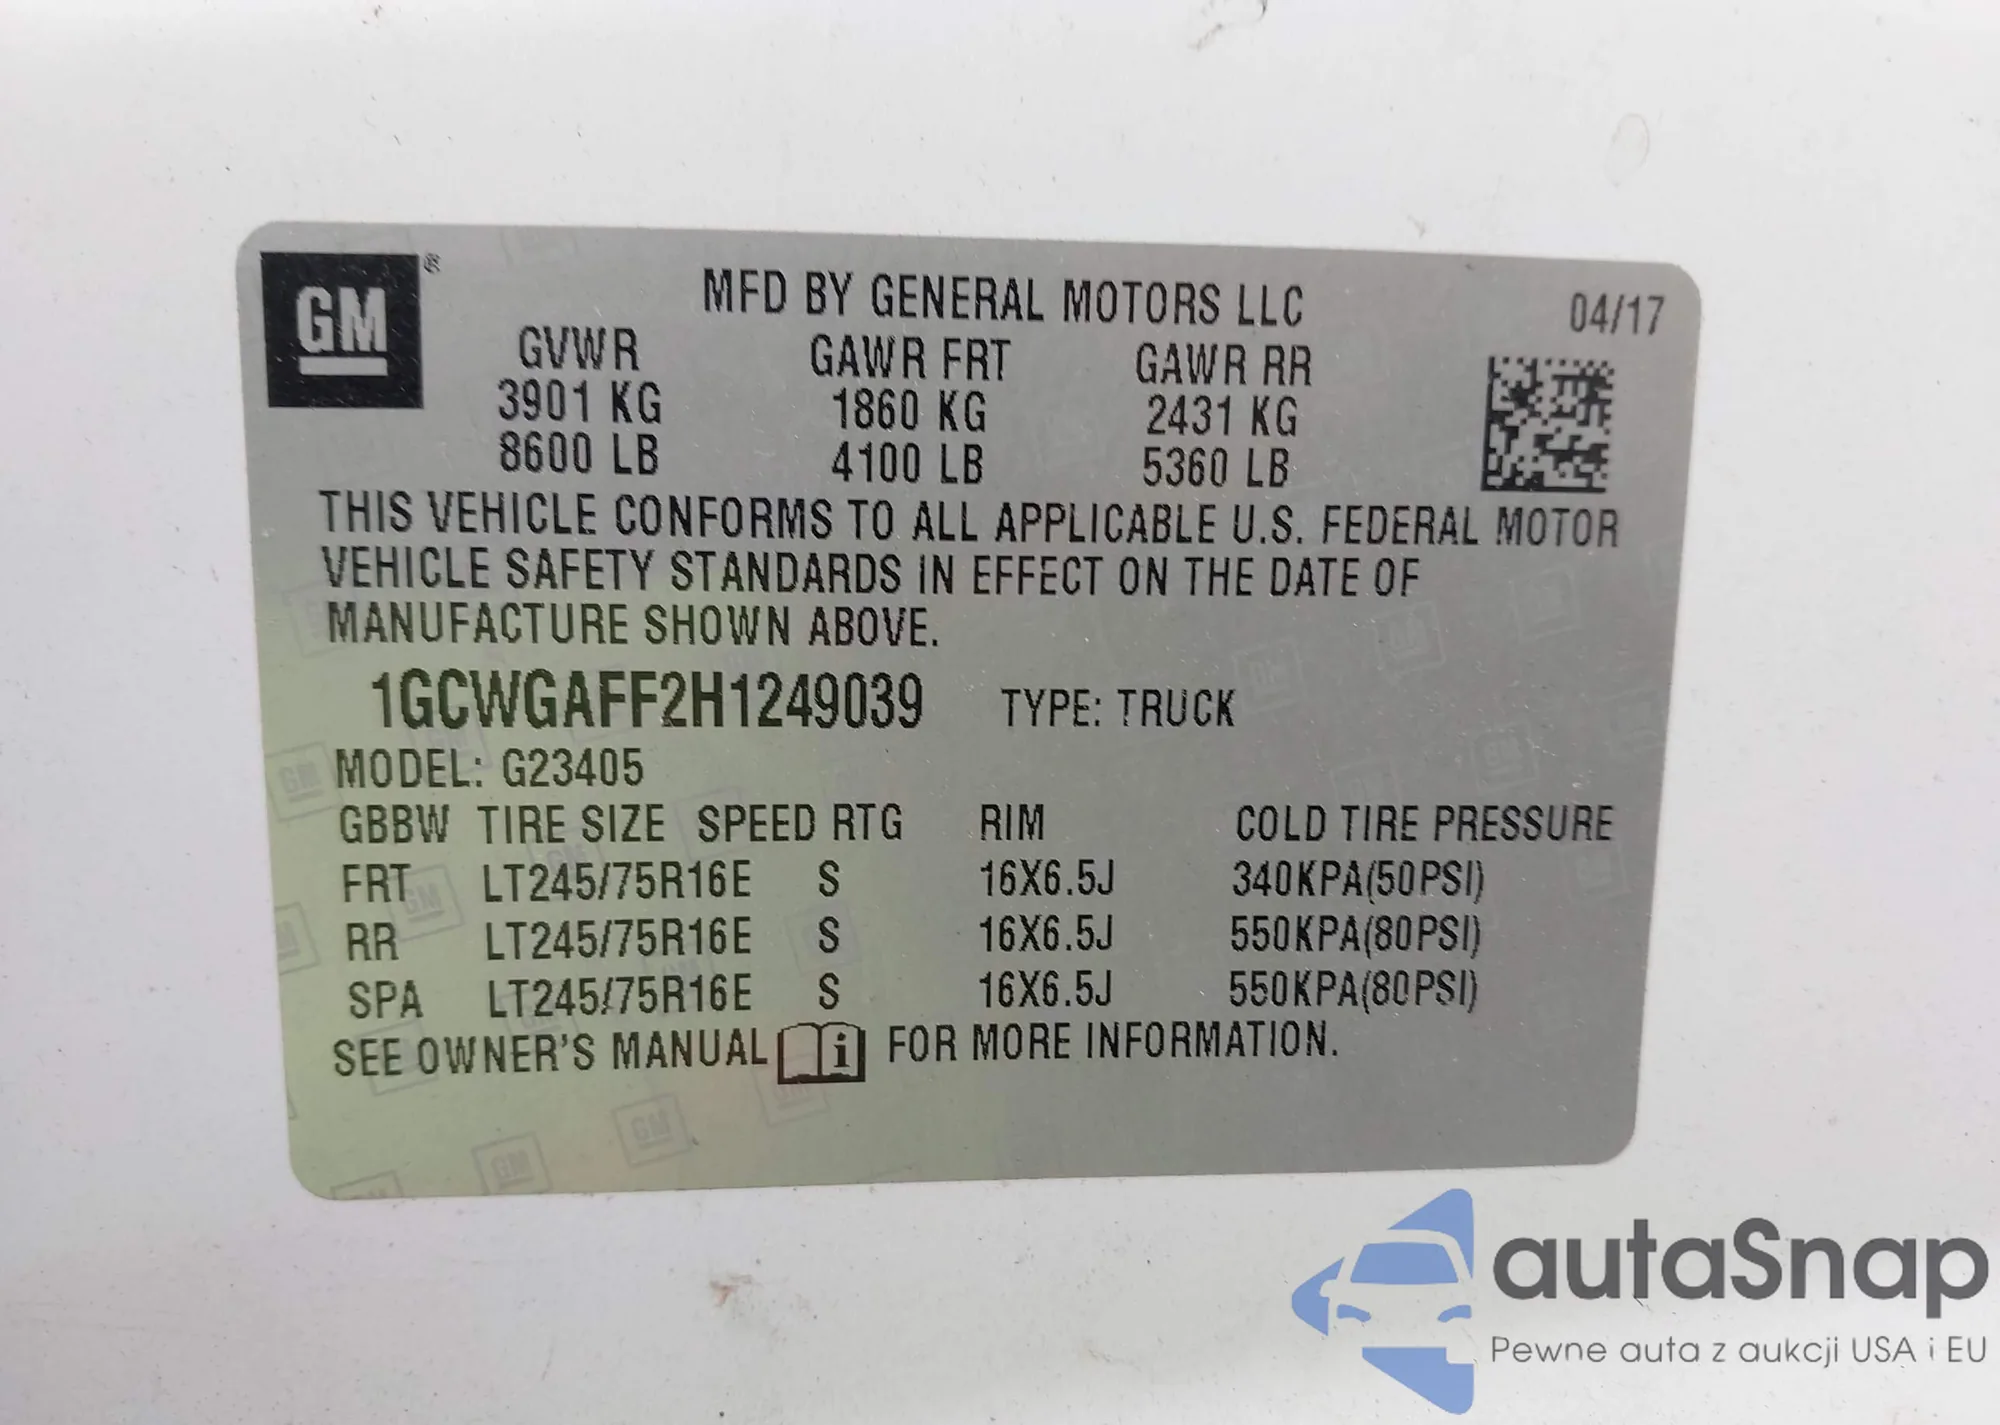 GM®
MFD BY GENERAL MOTORS LLC 04/17
GVWR GAWR FRT GAWR RR
3901 KG 1860 KG 2431 KG
8600 LB 4100 LB 5360 LB
THIS VEHICLE CONFORMS TO ALL APPLICABLE U.S. FEDERAL MOTOR
VEHICLE SAFETY STANDARDS IN EFFECT ON THE DATE OF
MANUFACTURE SHOWN ABOVE.
1GCWGAFF2H1249039 TYPE: TRUCK
MODEL: G23405
GBBW TIRE SIZE SPEED RTG RIM COLD TIRE PRESSURE
FRT LT245/75R16E S 16X6.5J 340KPA(50PSI)
RR LT245/75R16E S 16X6.5J 550KPA(80PSI)
SPA LT245/75R16E S 16X6.5J 550KPA(80PSI)
SEE OWNER'S MANUAL i FOR MORE INFORMATION.
autaSnap
Pewne auta z aukcji USA i EU